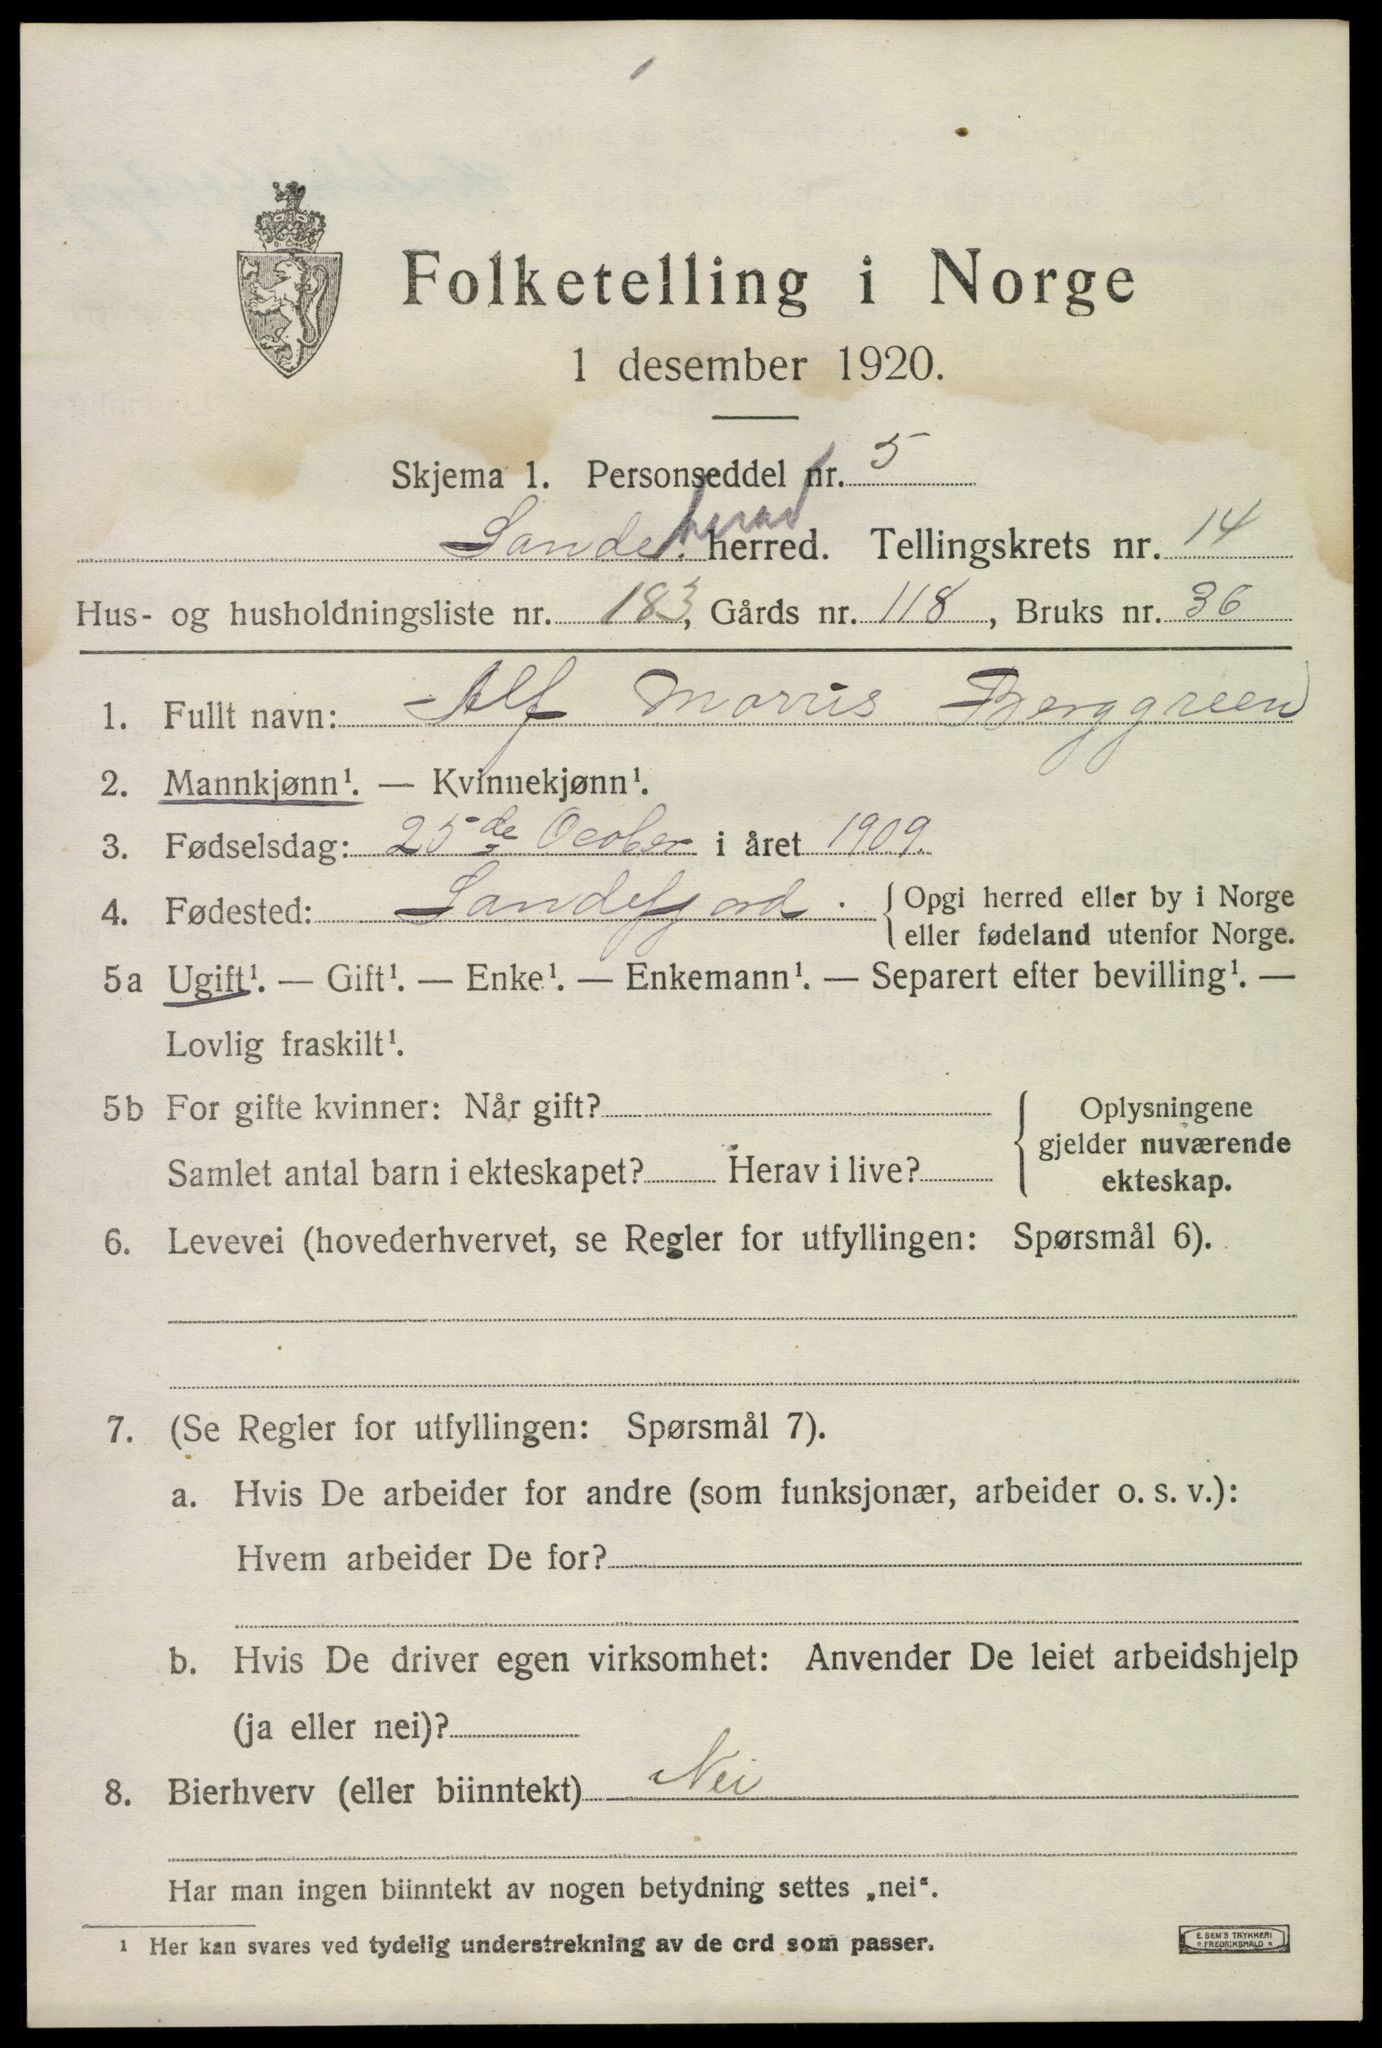 Folketelling i Norge
1 desember 1920.
Skjema 1. Personseddel nr. 5
Sande herad herred. Tellingskrets nr. 14
Hus- og husholdningsliste nr. 183, Gårds nr. 118, Bruks nr. 36
1. Fullt navn: Alf Morris Berggreen
2. Mannkjønn¹. — Kvinnekjønn¹.
3. Fødselsdag: 25de Ocober i året 1909.
4. Fødested: Sandefjord. { Opgi herred eller by i Norge
eller fødeland utenfor Norge.
5a Ugift¹. — Gift¹. — Enke¹. — Enkemann¹. — Separert efter bevilling¹. —
Lovlig fraskilt¹.
5b For gifte kvinner: Når gift? { Oplysningene
gjelder nuværende
Samlet antal barn i ekteskapet? Herav i live?
ekteskap.
6. Levevei (hovederhvervet, se Regler for utfyllingen: Spørsmål 6).
7. (Se Regler for utfyllingen: Spørsmål 7).
a. Hvis De arbeider for andre (som funksjonær, arbeider o. s. v.):
Hvem arbeider De for?
b. Hvis De driver egen virksomhet: Anvender De leiet arbeidshjelp
(ja eller nei)?
8. Bierhverv (eller biinntekt) Nei
Har man ingen biinntekt av nogen betydning settes „nei“.
¹ Her kan svares ved tydelig understrekning av de ord som passer.
E. SEM'S TRYKKERI
FREDRIKSHALD